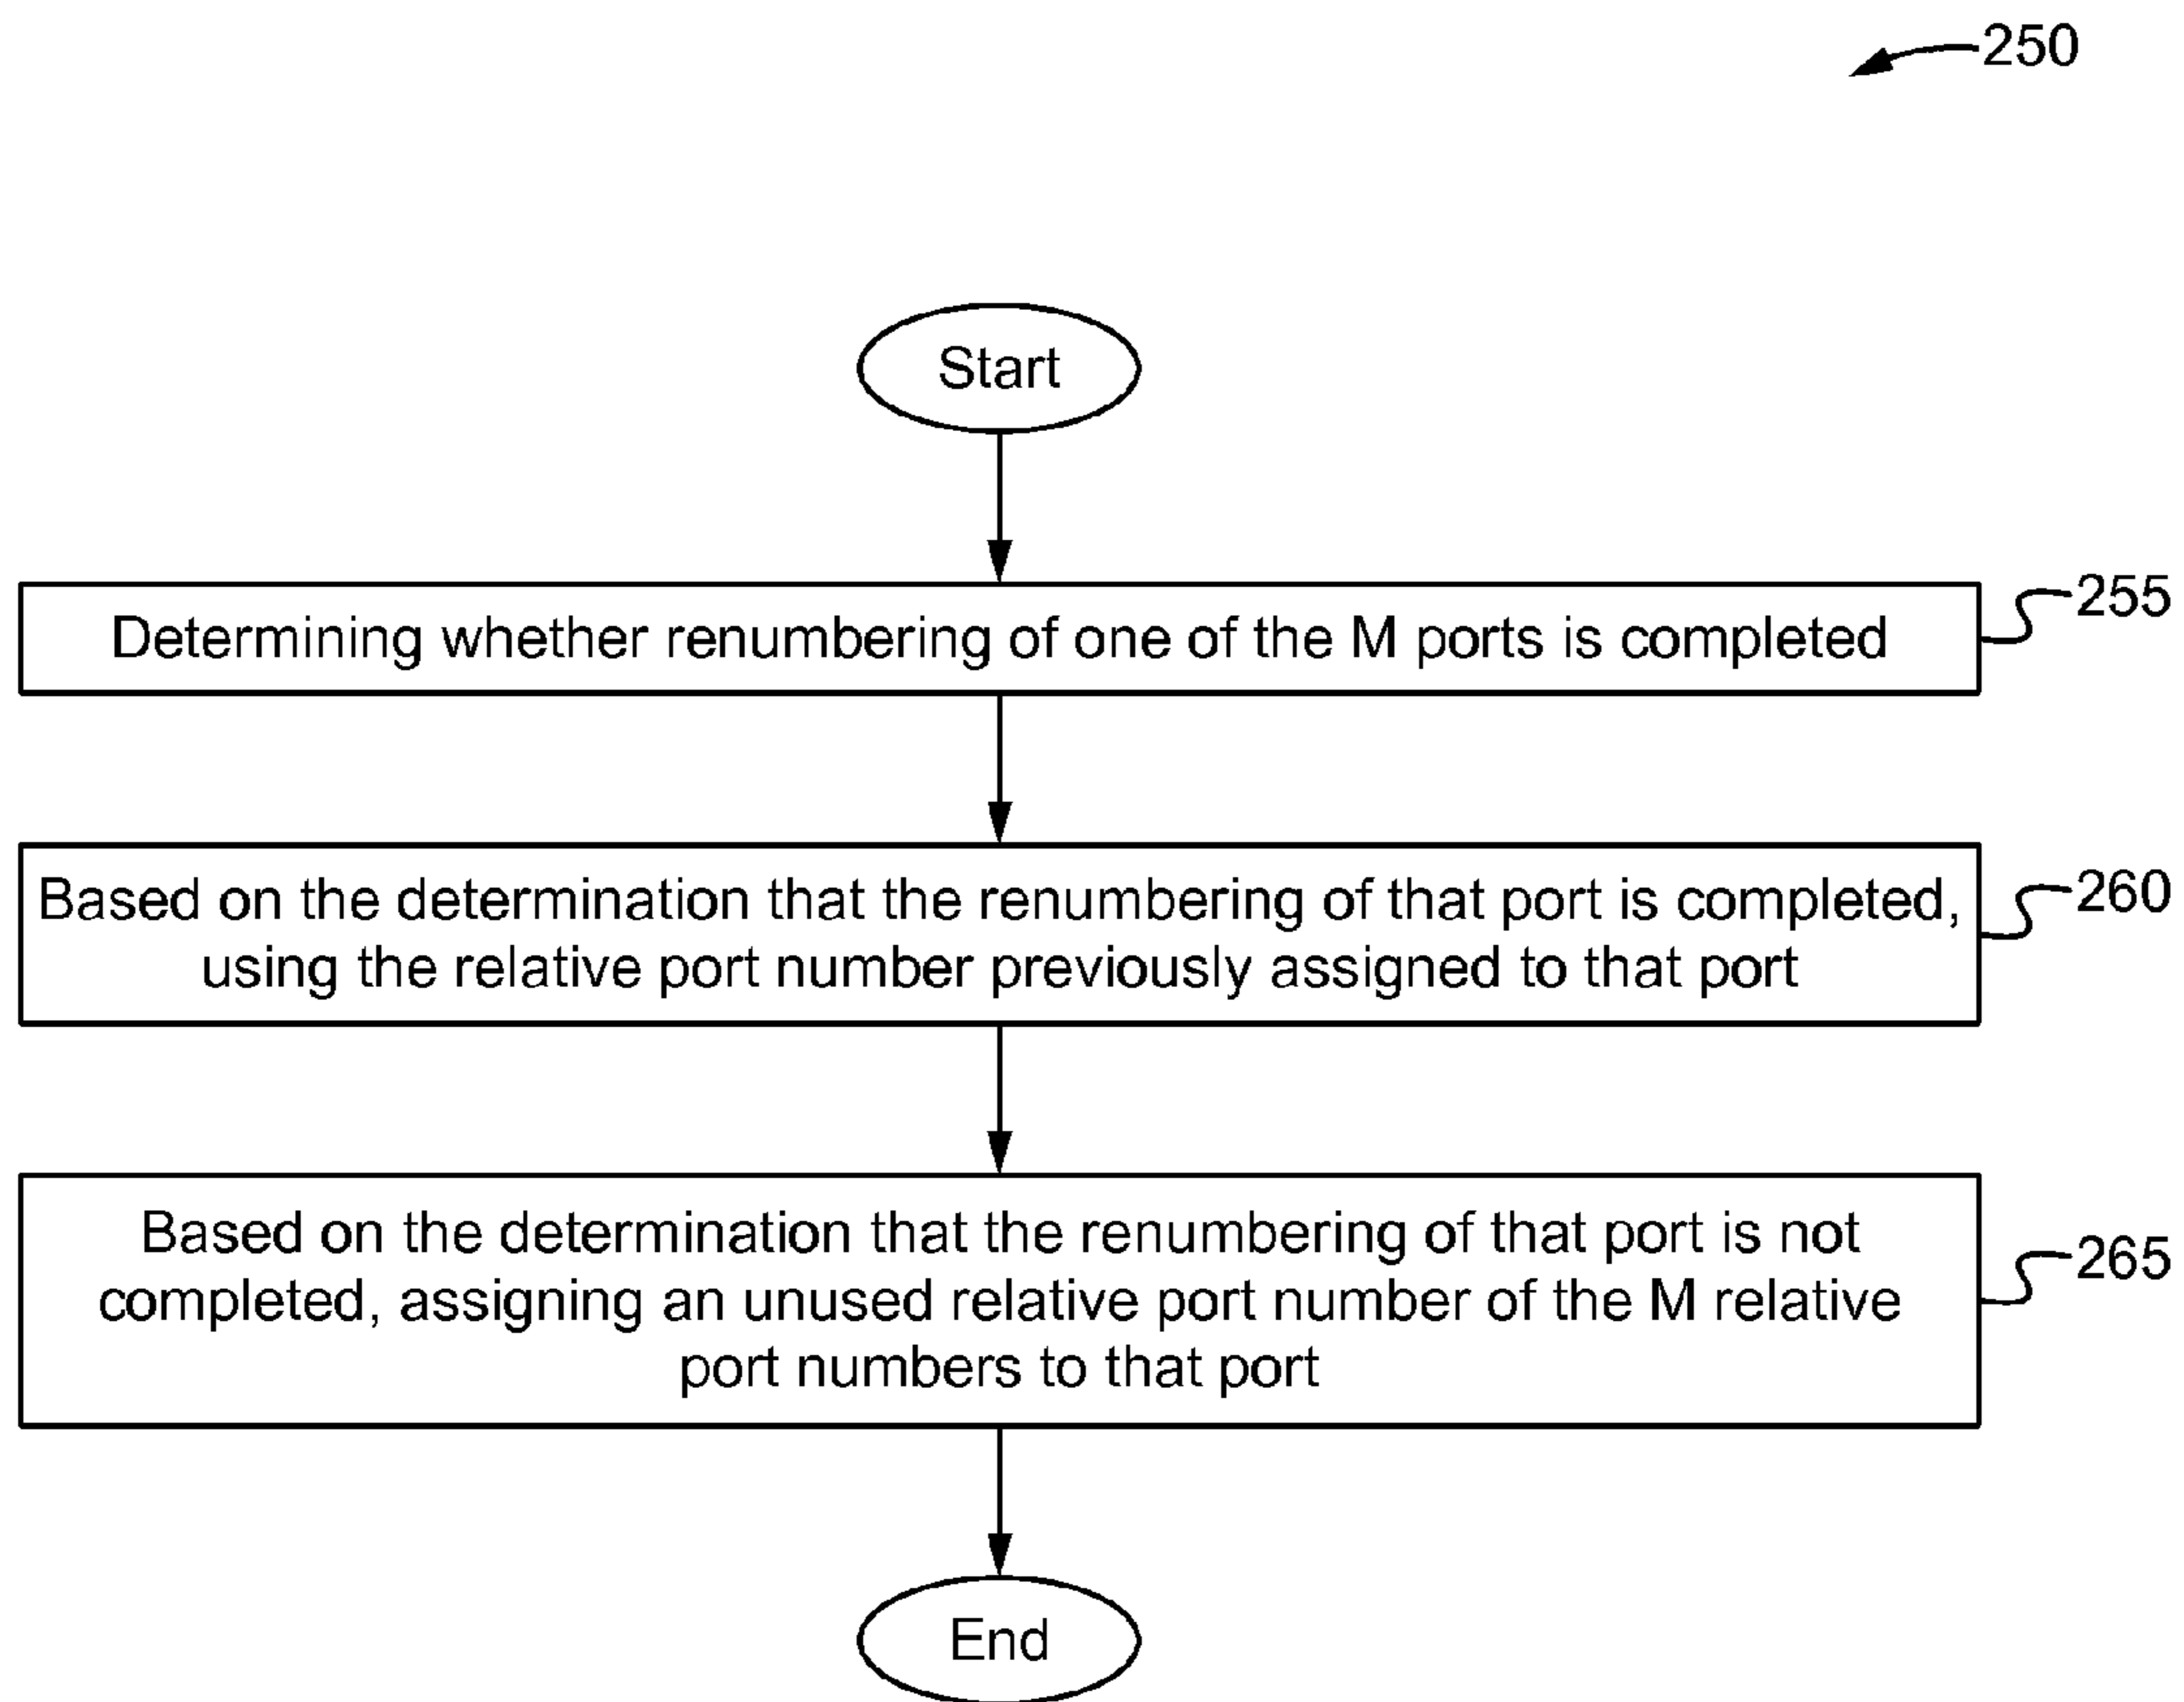 250
Start
Determining whether renumbering of one of the M ports is completed
255
Based on the determination that the renumbering of that port is completed,
using the relative port number previously assigned to that port
260
Based on the determination that the renumbering of that port is not
completed, assigning an unused relative port number of the M relative
port numbers to that port
265
End